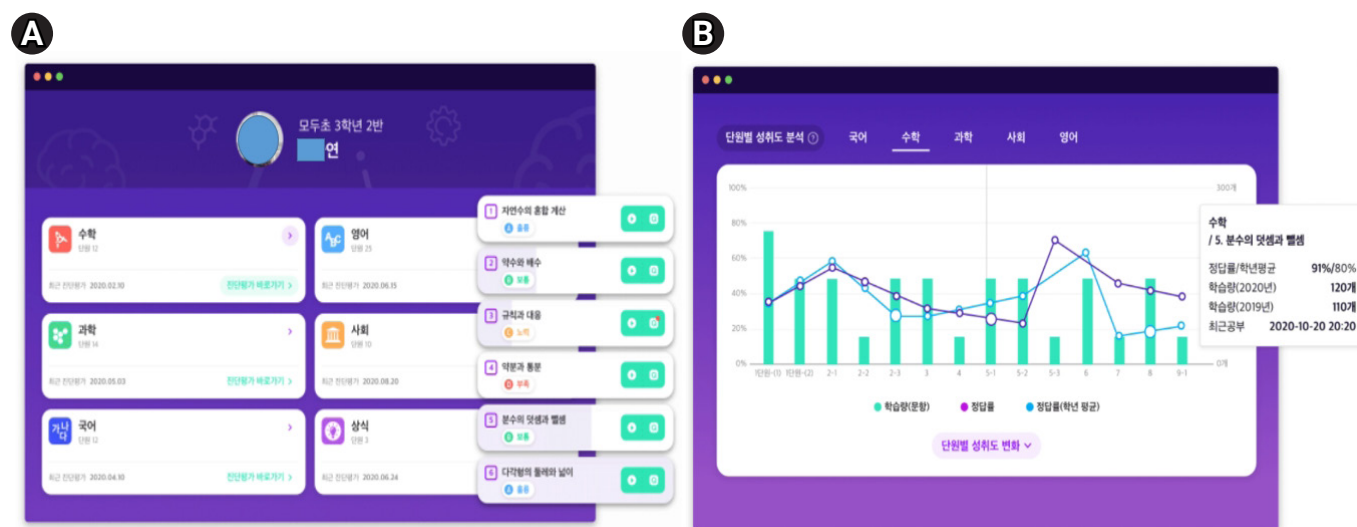 A
모두초 3학년 2반
연
수학
단원 12
최근 진단평가 2020.02.10
진단평가 바로가기 >
영어
단원 23
최근 진단평가 2020.06.15
과학
단원 14
최근 진단평가 2020.05.03
진단평가 바로가기 >
사회
단원 10
최근 진단평가 2020.08.20
가나다
국어
단원 12
최근 진단평가 2020.04.10
진단평가 바로가기 >
상식
단원 3
최근 진단평가 2020.06.24
1 자연수의 혼합 계산
A 훌륭
2 약수와 배수
B 보통
3 규칙과 대응
C 노력
4 약분과 통분
D 부족
5 분수의 덧셈과 뺄셈
B 보통
6 다각형의 둘레와 넓이
A 훌륭
B
단원별 성취도 분석 ?
국어 수학 과학 사회 영어
100% 300개
80%
60%
40%
20%
0% 0개
1단원-(1) 1단원-(2) 2-1 2-2 2-3 3 4 5-1 5-2 5-3 6 7 8 9-1
학습량(문항) 정답률 정답률(학년 평균)
단원별 성취도 변화
수학
/ 5. 분수의 덧셈과 뺄셈
정답률/학년평균 91%/80%
학습량(2020년) 120개
학습량(2019년) 110개
최근공부 2020-10-20 20:20